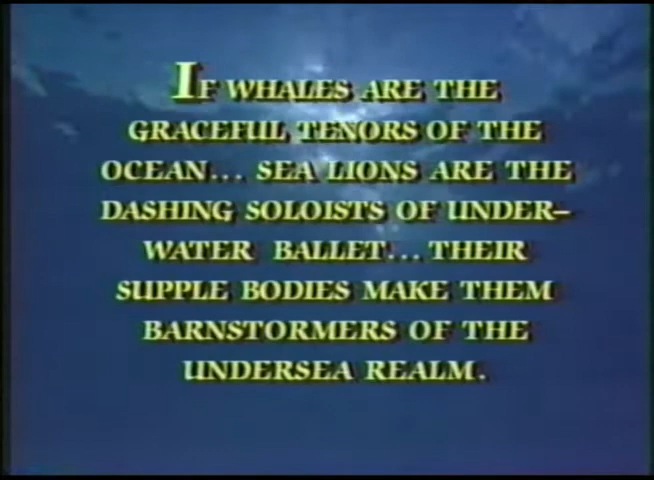 IF WHALES ARE THE
GRACEFUL TENORS OF THE
OCEAN... SEA LIONS ARE THE
DASHING SOLOISTS OF UNDER-
WATER BALLET... THEIR
SUPPLE BODIES MAKE THEM
BARNSTORMERS OF THE
UNDERSEA REALM.